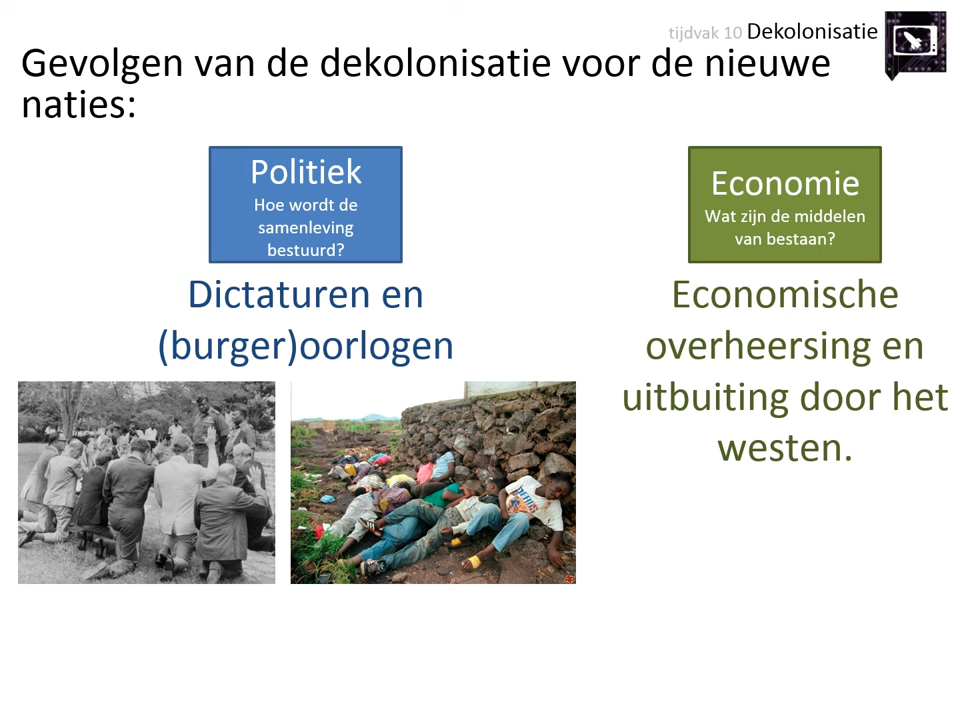 tijdvak 10 Dekolonisatie
Gevolgen van de dekolonisatie voor de nieuwe
naties:
Politiek
Hoe wordt de
samenleving
bestuurd?
Economie
Wat zijn de middelen
van bestaan?
Dictaturen en
(burger)oorlogen
Economische
overheersing en
uitbuiting door het
westen.